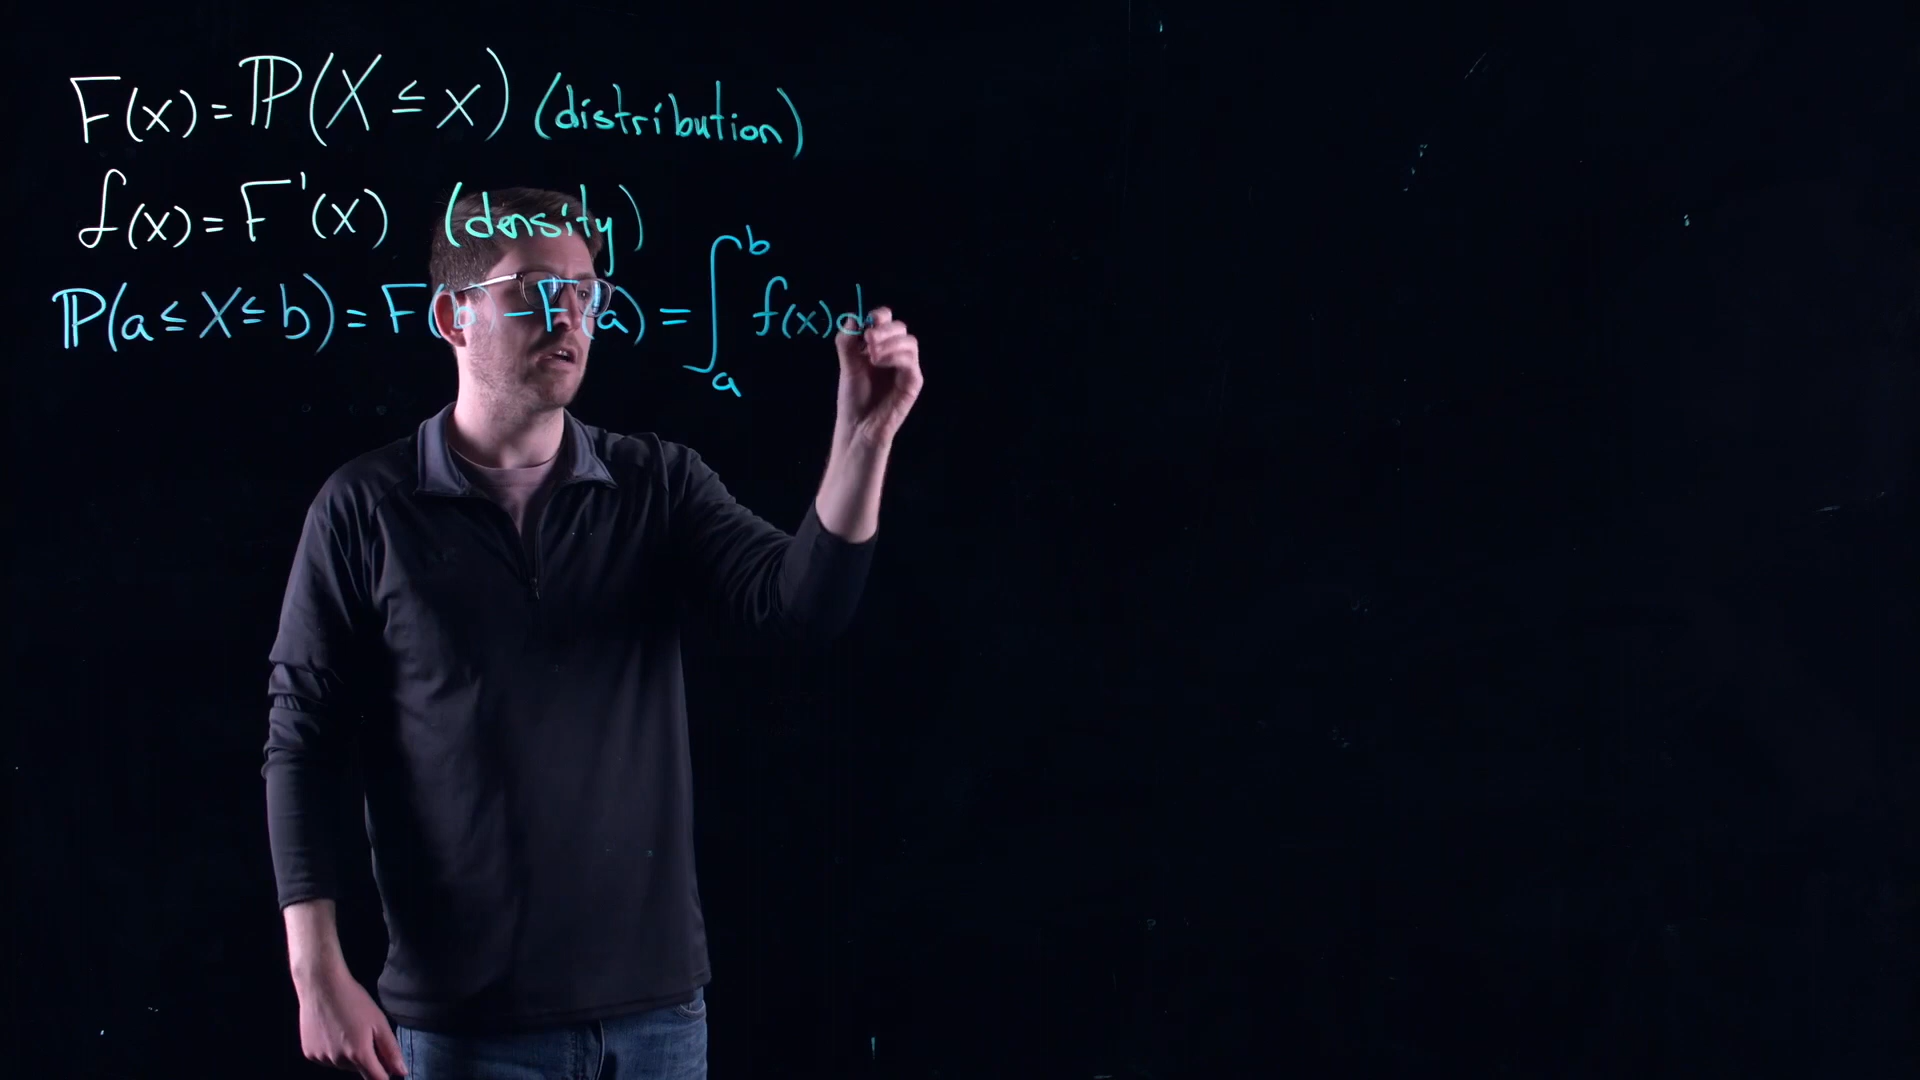 F(x) = ℙ(X ≤ x) (distribution)
f(x) = F'(x) (density)
ℙ(a ≤ X ≤ b) = F(b) - F(a) = ∫_a^b f(x)d